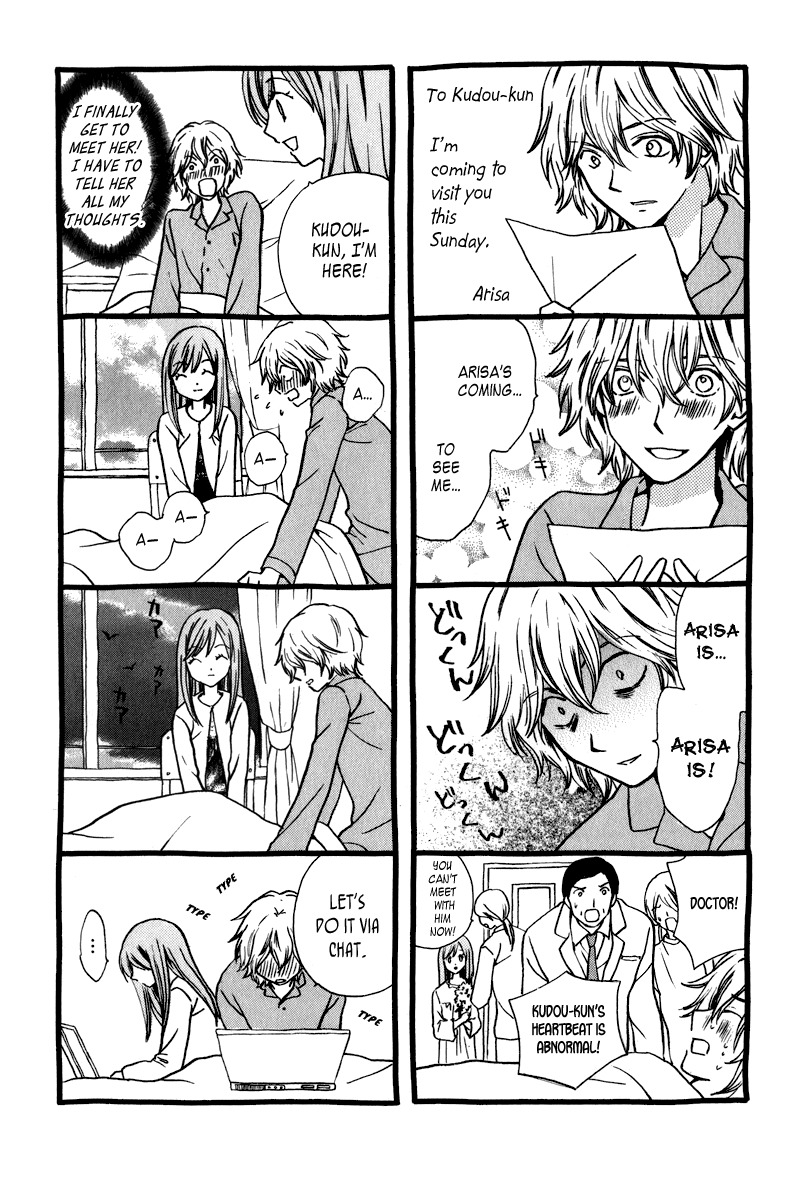 To Kudou-kun
I'm
coming to
visit you
this
Sunday.
Arisa
ARISA'S
COMING...
TO
SEE
ME...
ドキ
ドキ
ARISA
IS...
ARISA
IS!
どっくん
どっくん
どっくん
DOCTOR!
YOU
CAN'T
MEET
WITH
HIM
NOW!
KUDOU-KUN'S
HEARTBEAT IS
ABNORMAL!
I FINALLY
GET TO
MEET HER!
I HAVE TO
TELL HER
ALL MY
THOUGHTS.
KUDOU-
KUN, I'M
HERE!
A...
A—
A—
A—
カァ
カァ
LET'S
DO IT VIA
CHAT.
TYPE
TYPE
TYPE
TYPE
...